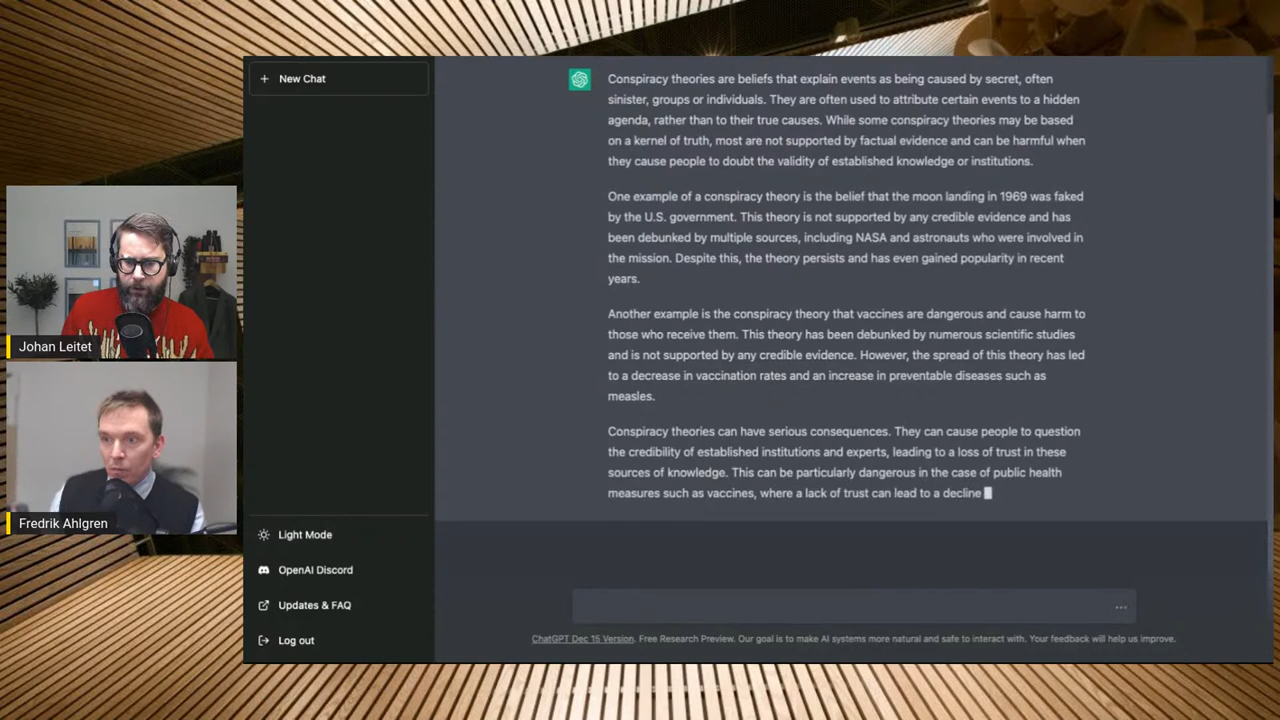 New Chat
Conspiracy theories are beliefs that explain events as being caused by secret, often
sinister, groups or individuals. They are often used to attribute certain events to a hidden
agenda, rather than to their true causes. While some conspiracy theories may be based
on a kernel of truth, most are not supported by factual evidence and can be harmful when
they cause people to doubt the validity of established knowledge or institutions.
One example of a conspiracy theory is the belief that the moon landing in 1969 was faked
by the U.S. government. This theory is not supported by any credible evidence and has
been debunked by multiple sources, including NASA and astronauts who were involved in
the mission. Despite this, the theory persists and has even gained popularity in recent
years.
Another example is the conspiracy theory that vaccines are dangerous and cause harm to
those who receive them. This theory has been debunked by numerous scientific studies
and is not supported by any credible evidence. However, the spread of this theory has led
to a decrease in vaccination rates and an increase in preventable diseases such as
measles.
Conspiracy theories can have serious consequences. They can cause people to question
the credibility of established institutions and experts, leading to a loss of trust in these
sources of knowledge. This can be particularly dangerous in the case of public health
measures such as vaccines, where a lack of trust can lead to a decline
Johan Leitet
Fredrik Ahlgren
Light Mode
OpenAI Discord
Updates & FAQ
Log out
ChatGPT Dec 15 Version. Free Research Preview. Our goal is to make AI systems more natural and safe to interact with. Your feedback will help us improve.